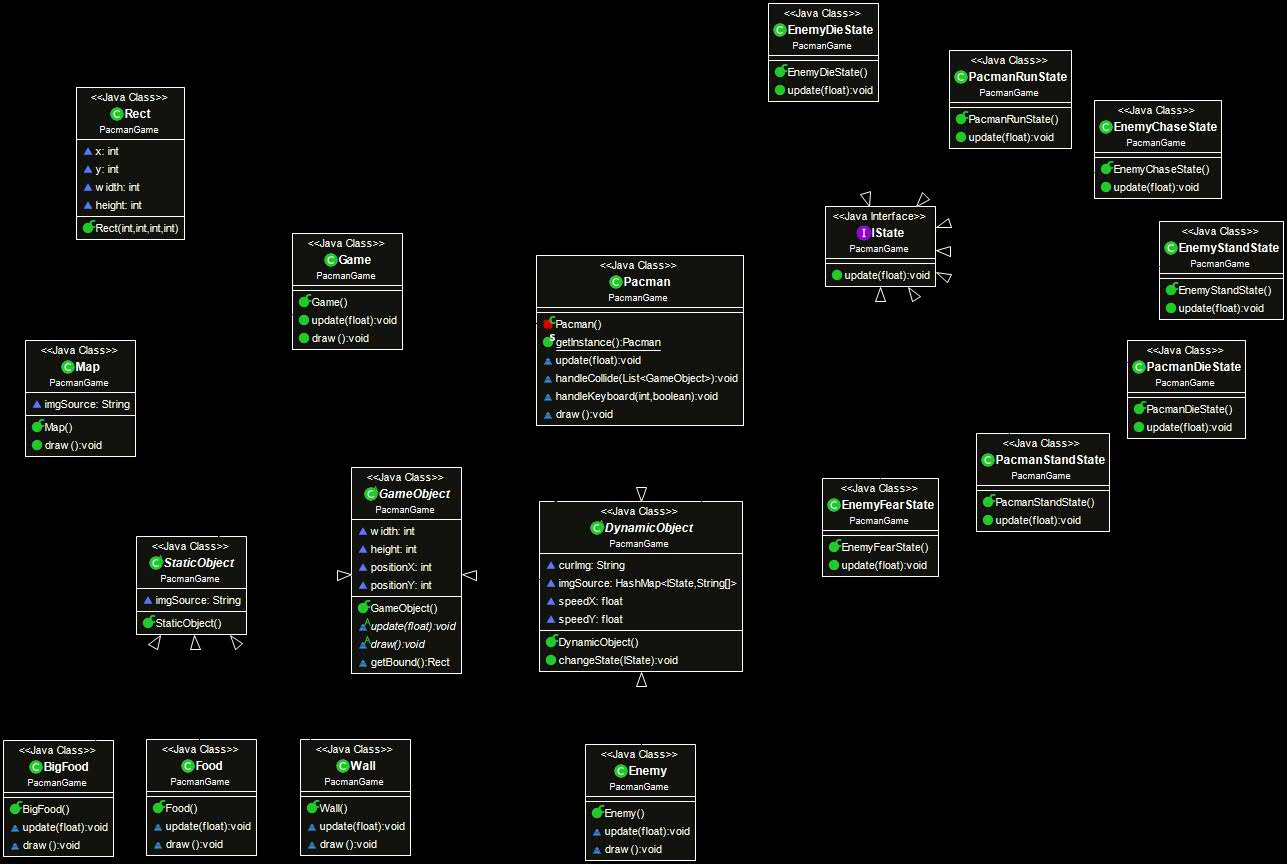 <<Java Class>>
EnemyDieState
PacmanGame
EnemyDieState()
update(float):void
<<Java Class>>
PacmanRunState
PacmanGame
PacmanRunState()
update(float):void
<<Java Class>>
Rect
PacmanGame
x: int
y: int
width: int
height: int
Rect(int,int,int,int)
<<Java Class>>
EnemyChaseState
PacmanGame
EnemyChaseState()
update(float):void
<<Java Interface>>
IState
PacmanGame
update(float):void
<<Java Class>>
EnemyStandState
PacmanGame
EnemyStandState()
update(float):void
<<Java Class>>
Game
PacmanGame
Game()
update(float):void
draw():void
<<Java Class>>
Pacman
PacmanGame
Pacman()
getInstance():Pacman
update(float):void
handleCollide(List<GameObject>):void
handleKeyboard(int,boolean):void
draw():void
<<Java Class>>
Map
PacmanGame
imgSource: String
Map()
draw():void
<<Java Class>>
PacmanDieState
PacmanGame
PacmanDieState()
update(float):void
<<Java Class>>
PacmanStandState
PacmanGame
PacmanStandState()
update(float):void
<<Java Class>>
GameObject
PacmanGame
width: int
height: int
positionX: int
positionY: int
GameObject()
update(float):void
draw():void
getBound():Rect
<<Java Class>>
EnemyFearState
PacmanGame
EnemyFearState()
update(float):void
<<Java Class>>
DynamicObject
PacmanGame
curImg: String
imgSource: HashMap<IState,String[]>
speedX: float
speedY: float
DynamicObject()
changeState(IState):void
<<Java Class>>
StaticObject
PacmanGame
imgSource: String
StaticObject()
<<Java Class>>
BigFood
PacmanGame
BigFood()
update(float):void
draw():void
<<Java Class>>
Food
PacmanGame
Food()
update(float):void
draw():void
<<Java Class>>
Wall
PacmanGame
Wall()
update(float):void
draw():void
<<Java Class>>
Enemy
PacmanGame
Enemy()
update(float):void
draw():void